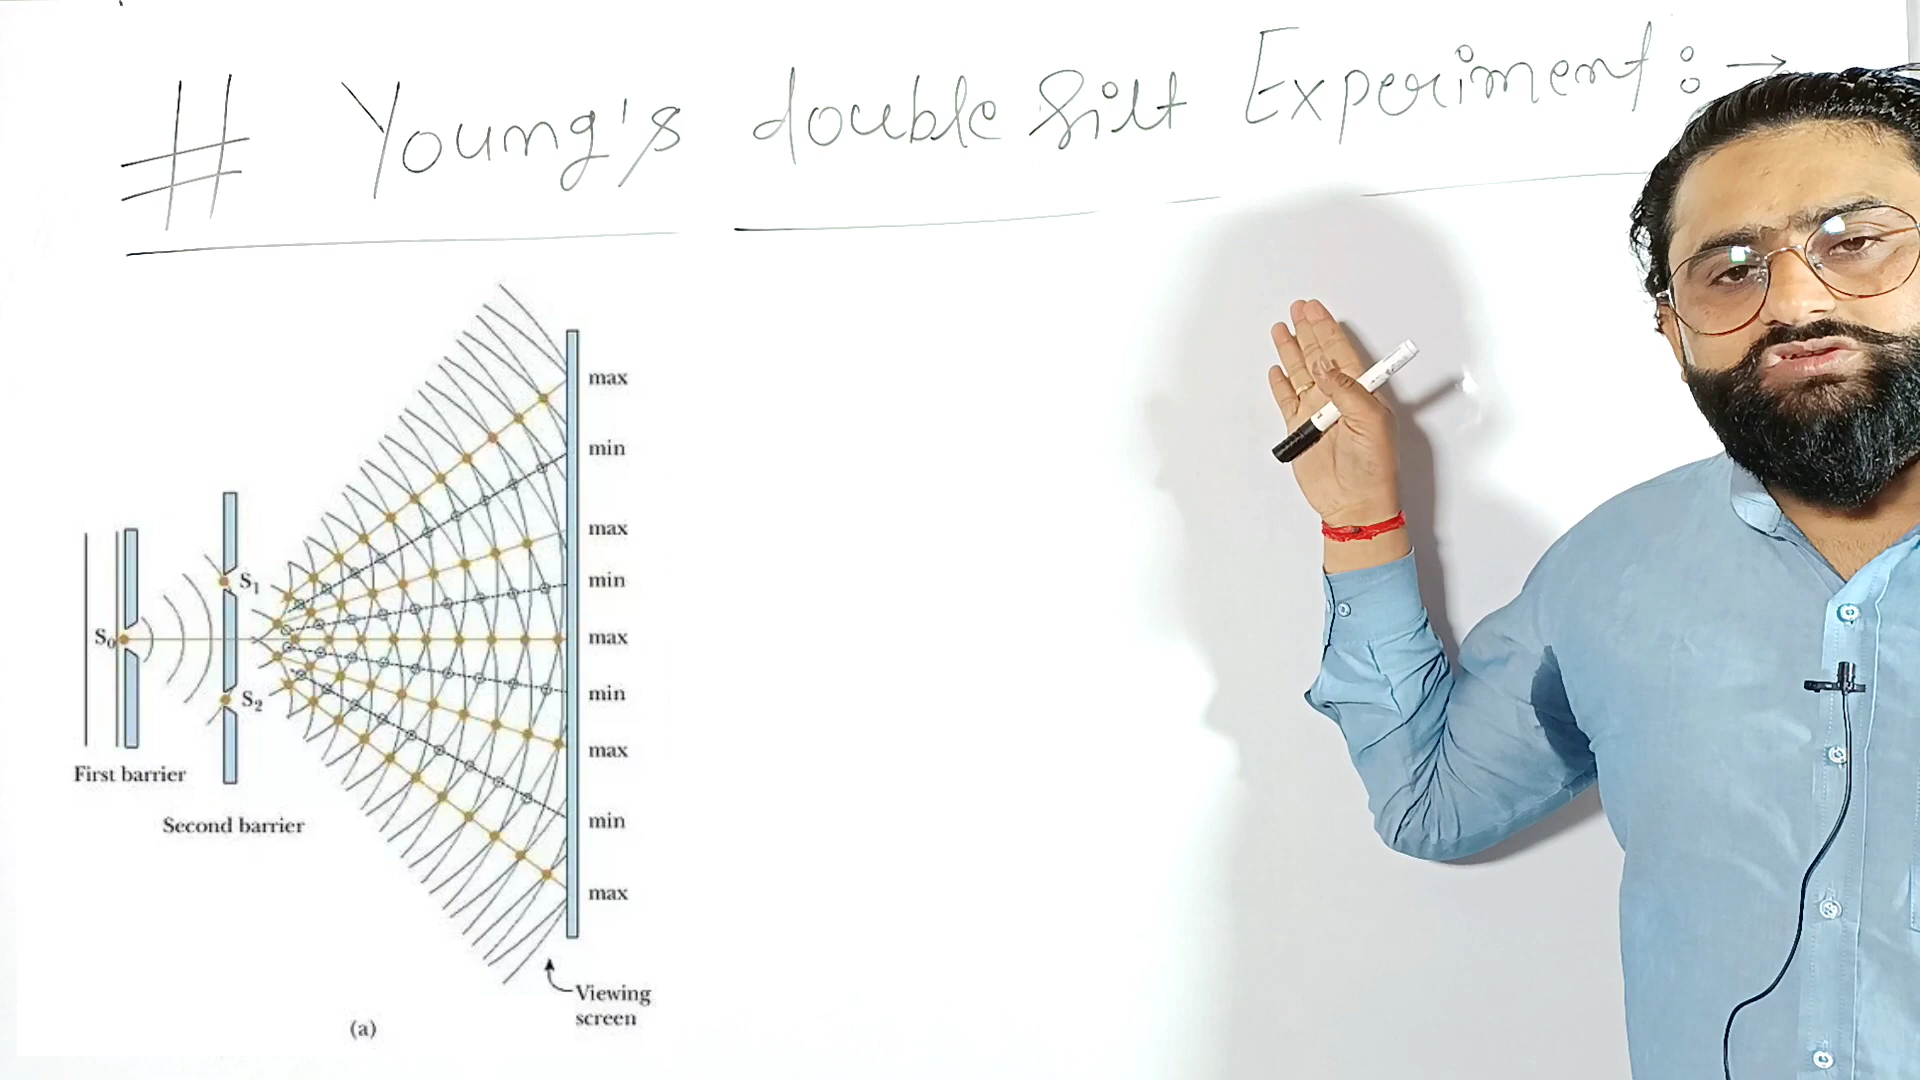 # Young's double silt Experiment : →
max
min
max
S₁
min
S₀
max
S₂
min
max
First barrier
min
Second barrier
max
Viewing
screen
(a)